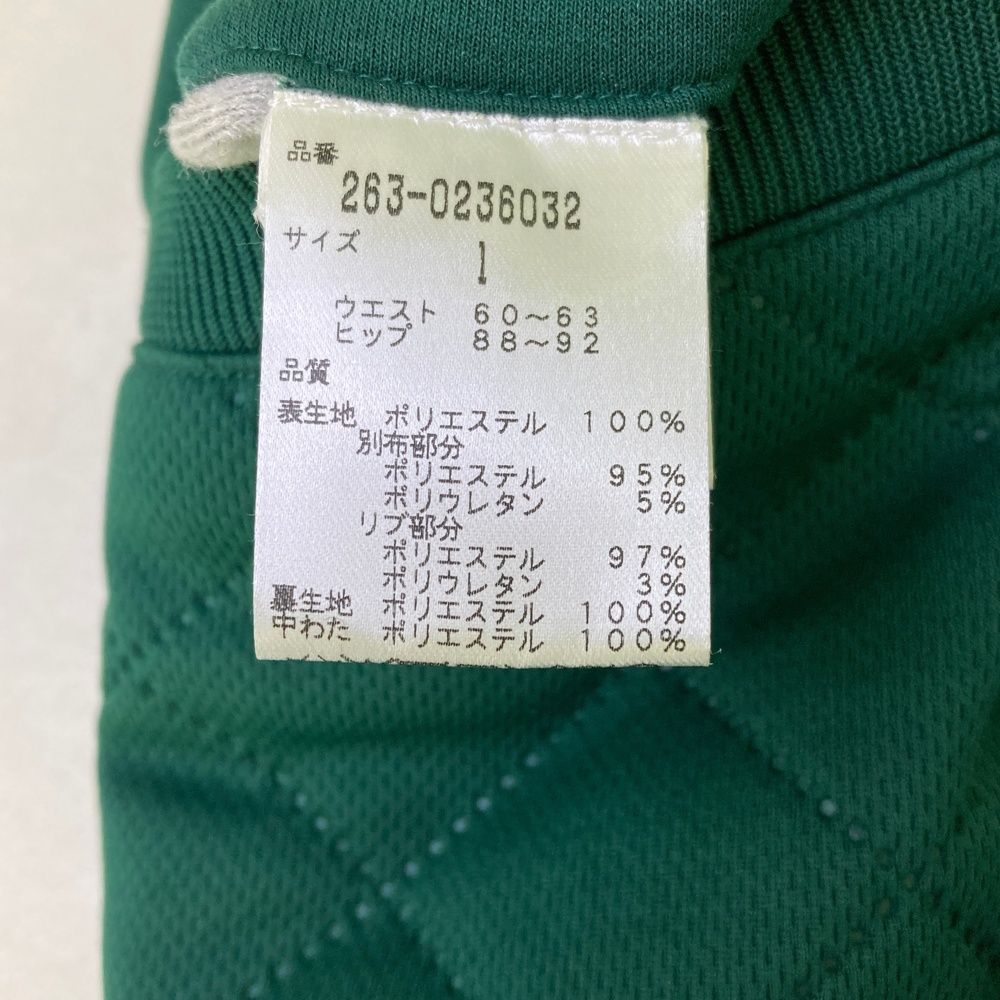 品番
263-0236032
サイズ
1
ウエスト 60〜63
ヒップ 88〜92
品質
表生地 ポリエステル 100%
別布部分
ポリエステル 95%
ポリウレタン 5%
リブ部分
ポリエステル 97%
ポリウレタン 3%
裏生地 ポリエステル 100%
中わた ポリエステル 100%